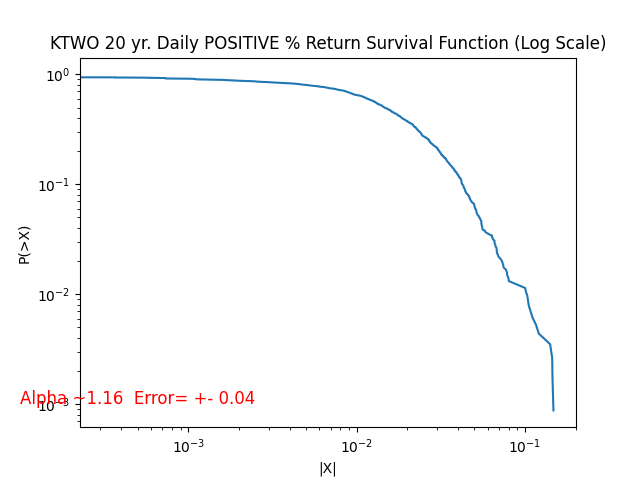 KTWO 20 yr. Daily POSITIVE % Return Survival Function (Log Scale)
10⁰
10⁻¹
P(>X)
10⁻²
10⁻³
Alpha ~1.16  Error= +- 0.04
10⁻³ 10⁻² 10⁻¹
|X|